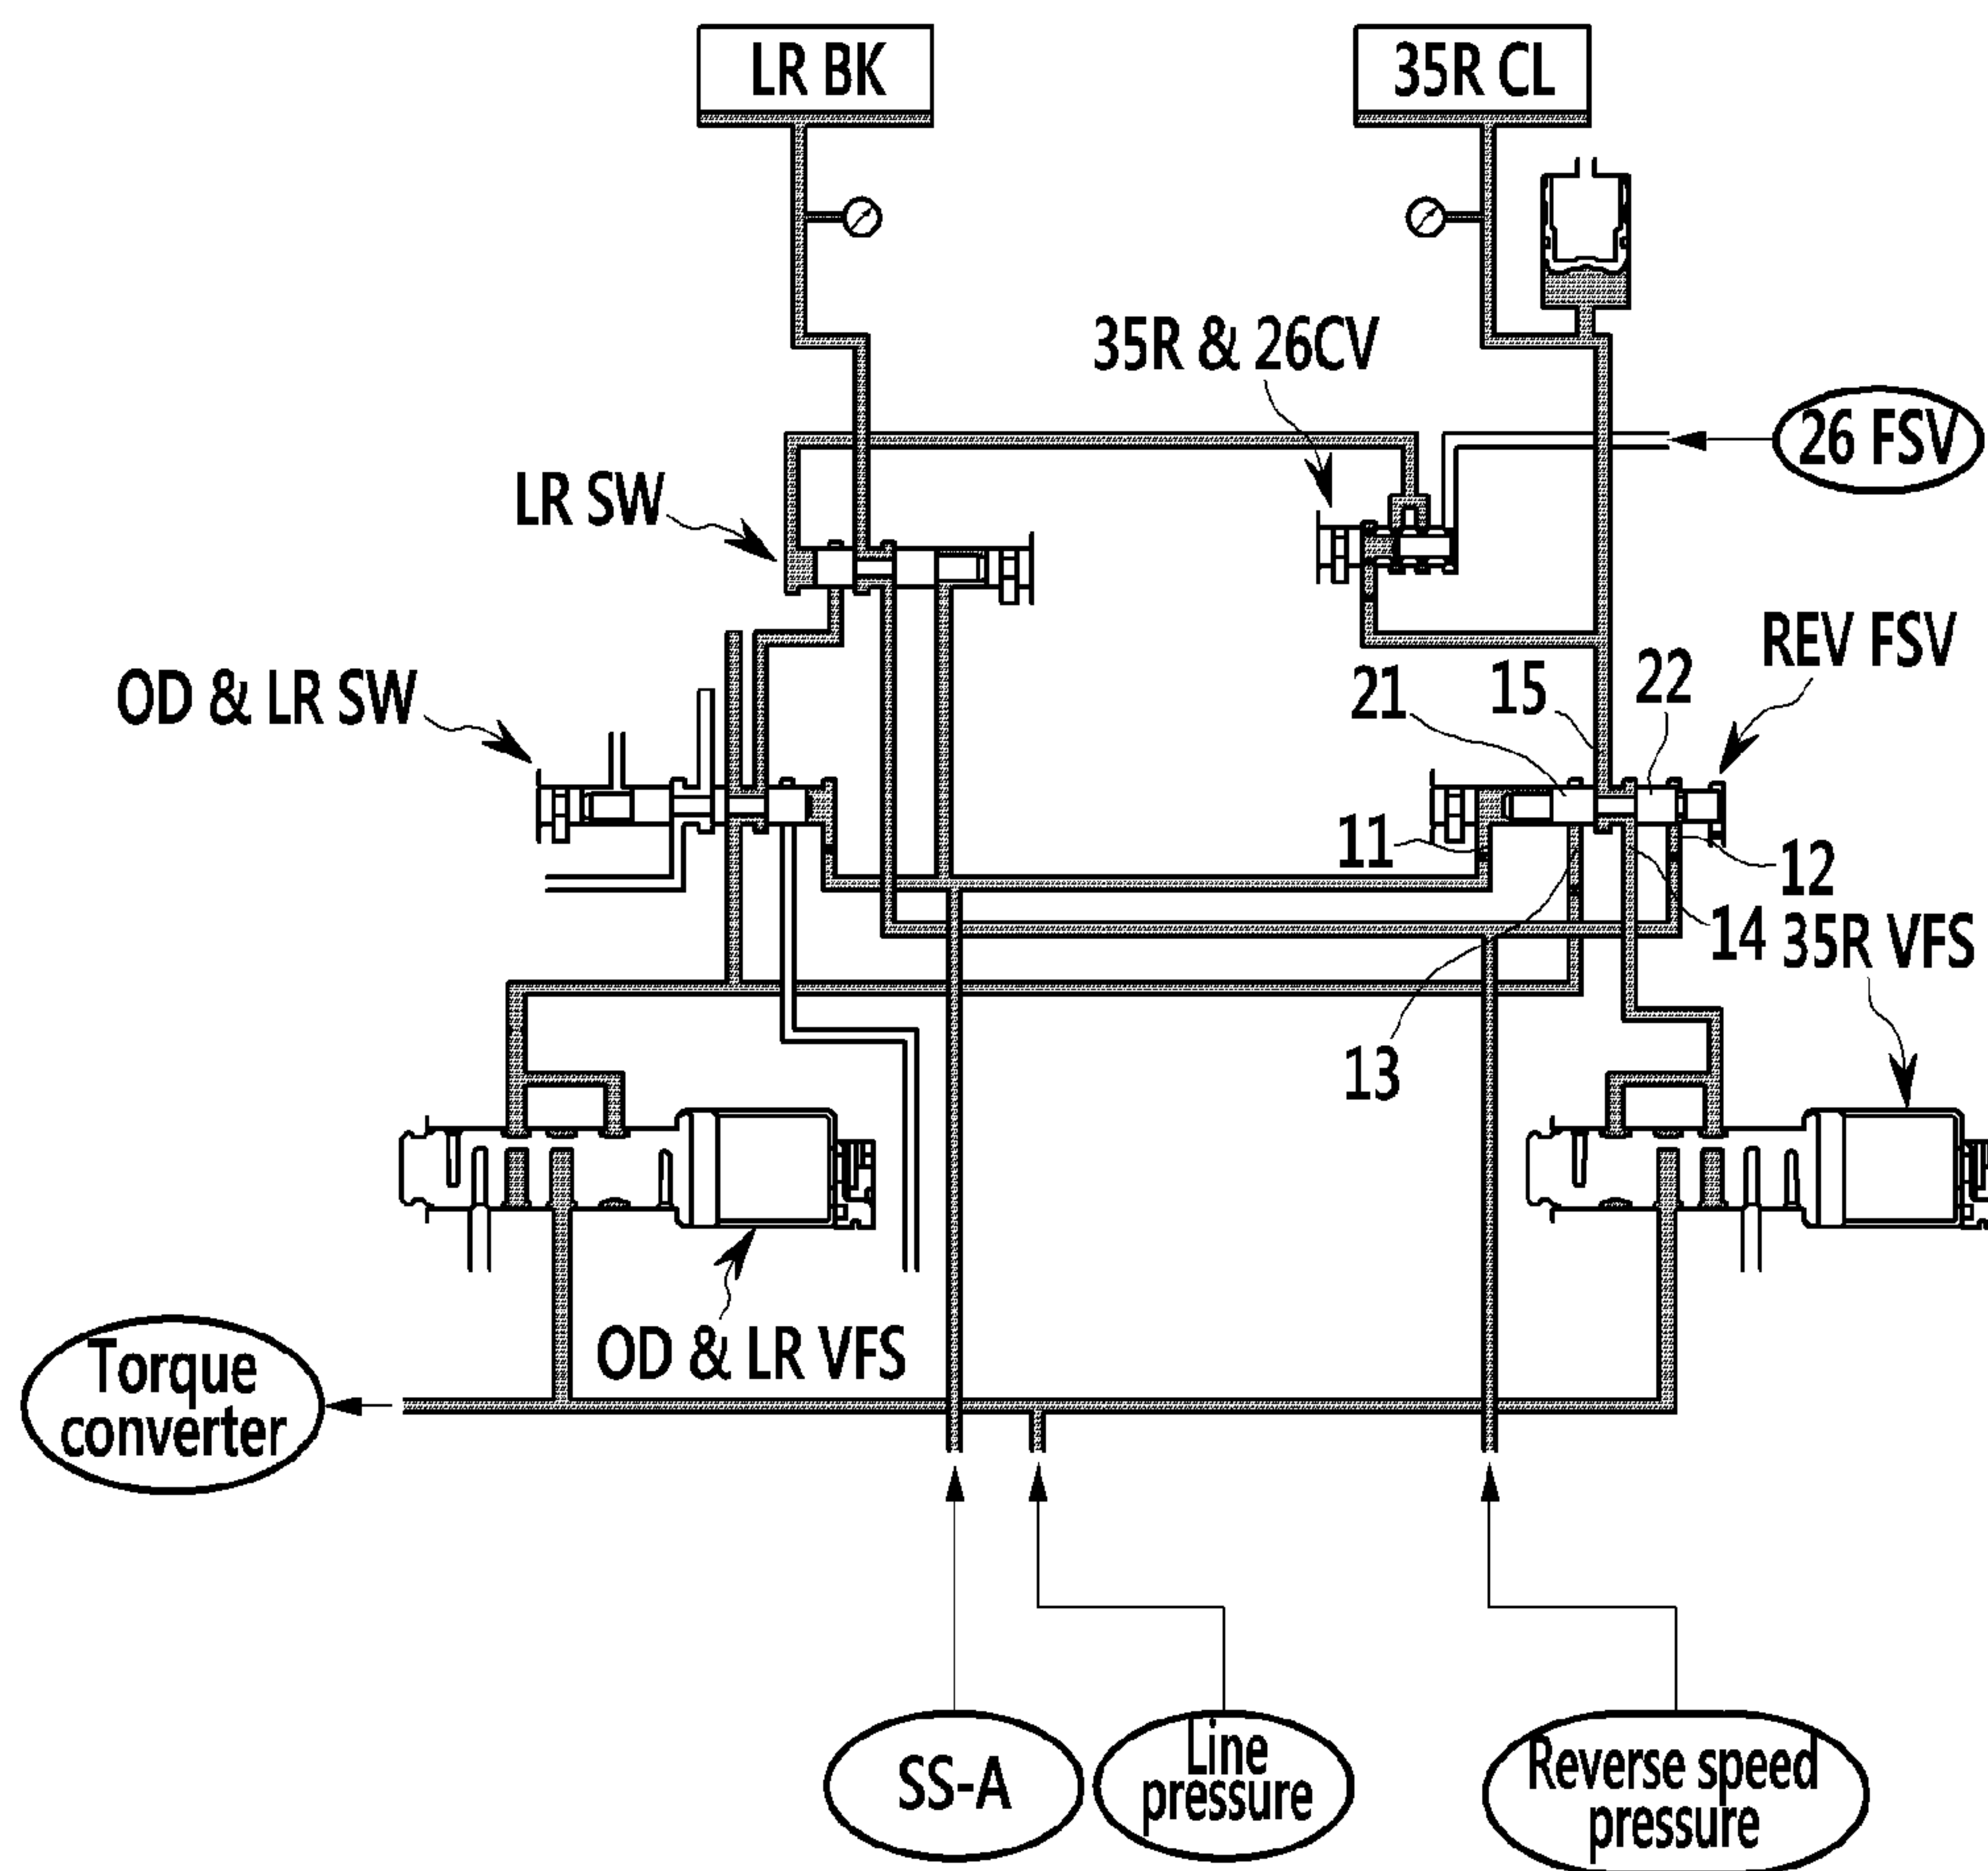 LR BK
35R CL
35R & 26CV
26 FSV
LR SW
REV FSV
OD & LR SW
21
15
22
11
12
14
35R VFS
13
OD & LR VFS
Torque
converter
SS-A
Line
pressure
Reverse speed
pressure